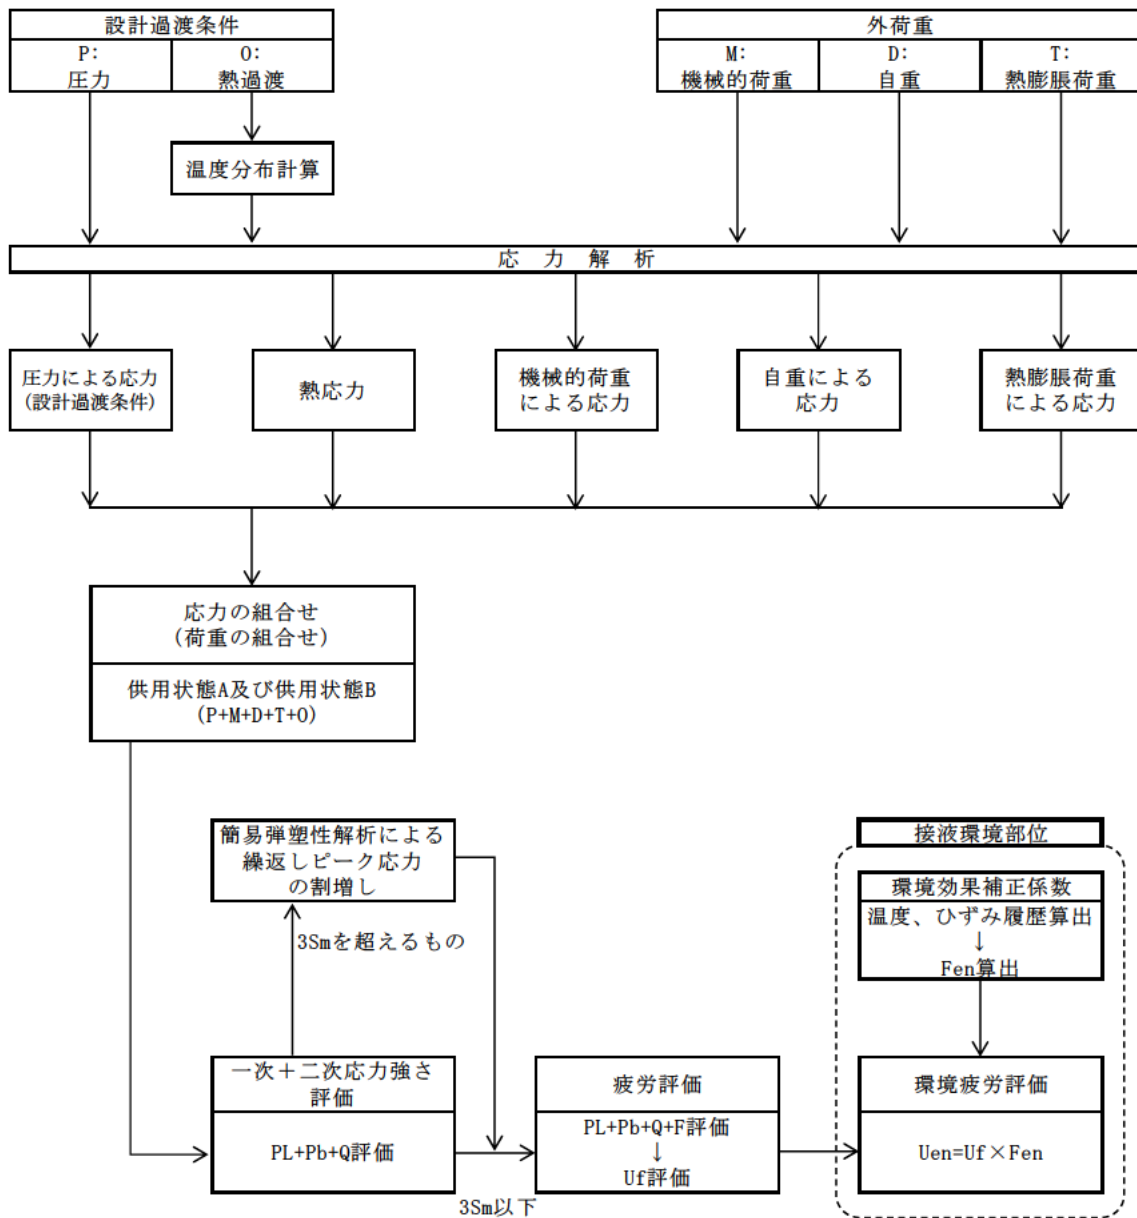 設計過渡条件
P:
圧力
O:
熱過渡
外荷重
M:
機械的荷重
D:
自重
T:
熱膨脹荷重
温度分布計算
応力解析
圧力による応力
(設計過渡条件)
熱応力
機械的荷重
による応力
自重による
応力
熱膨脹荷重
による応力
応力の組合せ
(荷重の組合せ)
供用状態A及び供用状態B
(P+M+D+T+O)
簡易弾塑性解析による
繰返しピーク応力
の割増し
3Smを超えるもの
一次+二次応力強さ
評価
PL+Pb+Q評価
3Sm以下
疲労評価
PL+Pb+Q+F評価
↓
Uf評価
接液環境部位
環境効果補正係数
温度、ひずみ履歴算出
↓
Fen算出
環境疲労評価
Uen=Uf×Fen